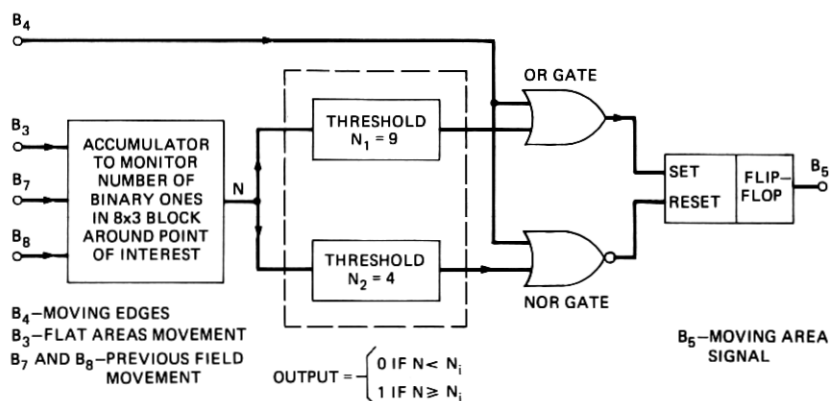 B4
OR GATE
B3
ACCUMULATOR
TO MONITOR
NUMBER OF
BINARY ONES
IN 8x3 BLOCK
AROUND POINT
OF INTEREST
B7
B8
N
THRESHOLD
N1 = 9
THRESHOLD
N2 = 4
SET
RESET
FLIP–
FLOP
B5
NOR GATE
B4–MOVING EDGES
B3–FLAT AREAS MOVEMENT
B7 AND B8–PREVIOUS FIELD
MOVEMENT
OUTPUT = { 0 IF N < Ni
1 IF N ≥ Ni
B5–MOVING AREA
SIGNAL